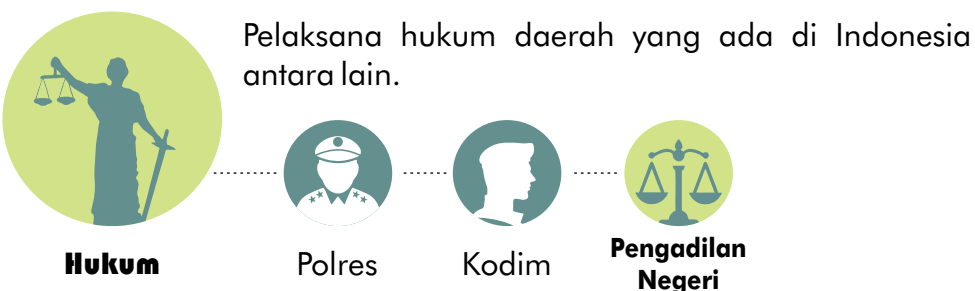 Pelaksana hukum daerah yang ada di Indonesia
antara lain.
Hukum
Polres
Kodim
Pengadilan
Negeri